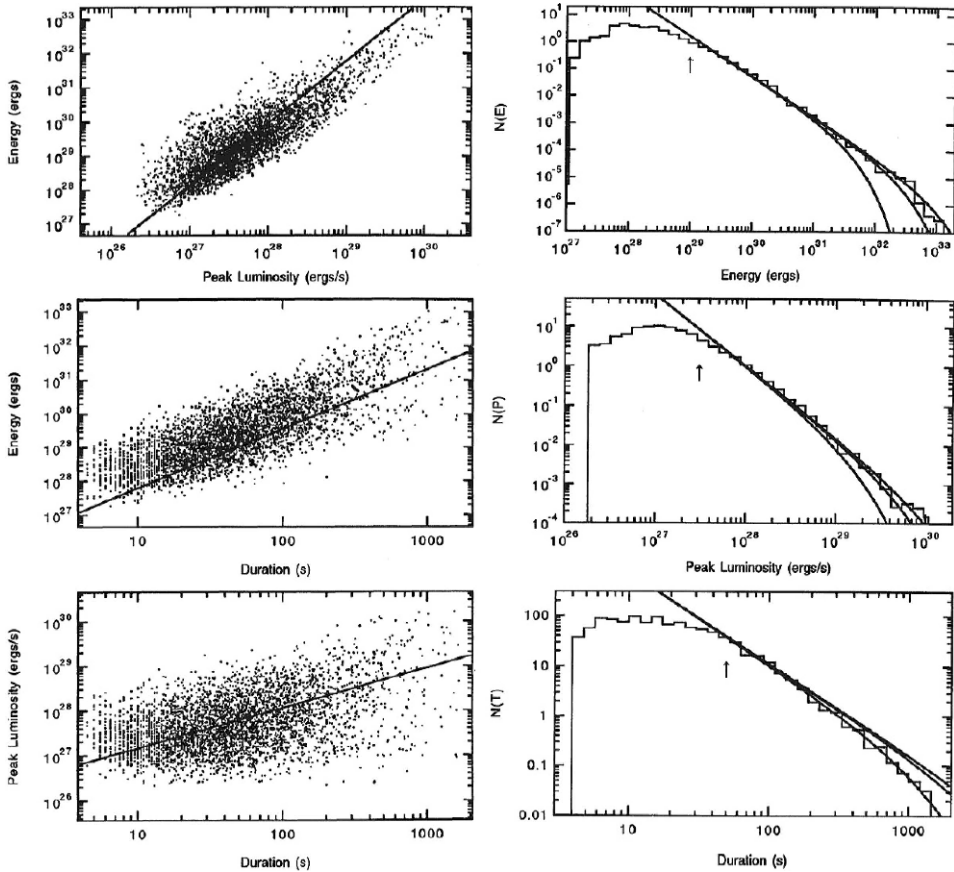 10^33
10^32
10^31
10^30
10^29
10^28
10^27
Energy (ergs)
10^26 10^27 10^28 10^29 10^30
Peak Luminosity (ergs/s)
10^1
10^0
10^-1
10^-2
10^-3
10^-4
10^-5
10^-6
10^-7
N(E)
↑
10^27 10^28 10^29 10^30 10^31 10^32 10^33
Energy (ergs)
10^33
10^32
10^31
10^30
10^29
10^28
10^27
Energy (ergs)
10 100 1000
Duration (s)
10^1
10^0
10^-1
10^-2
10^-3
10^-4
N(P)
↑
10^26 10^27 10^28 10^29 10^30
Peak Luminosity (ergs/s)
10^30
10^29
10^28
10^27
10^26
Peak Luminosity (ergs/s)
10 100 1000
Duration (s)
100
10
1
0.1
0.01
N(T)
↑
10 100 1000
Duration (s)